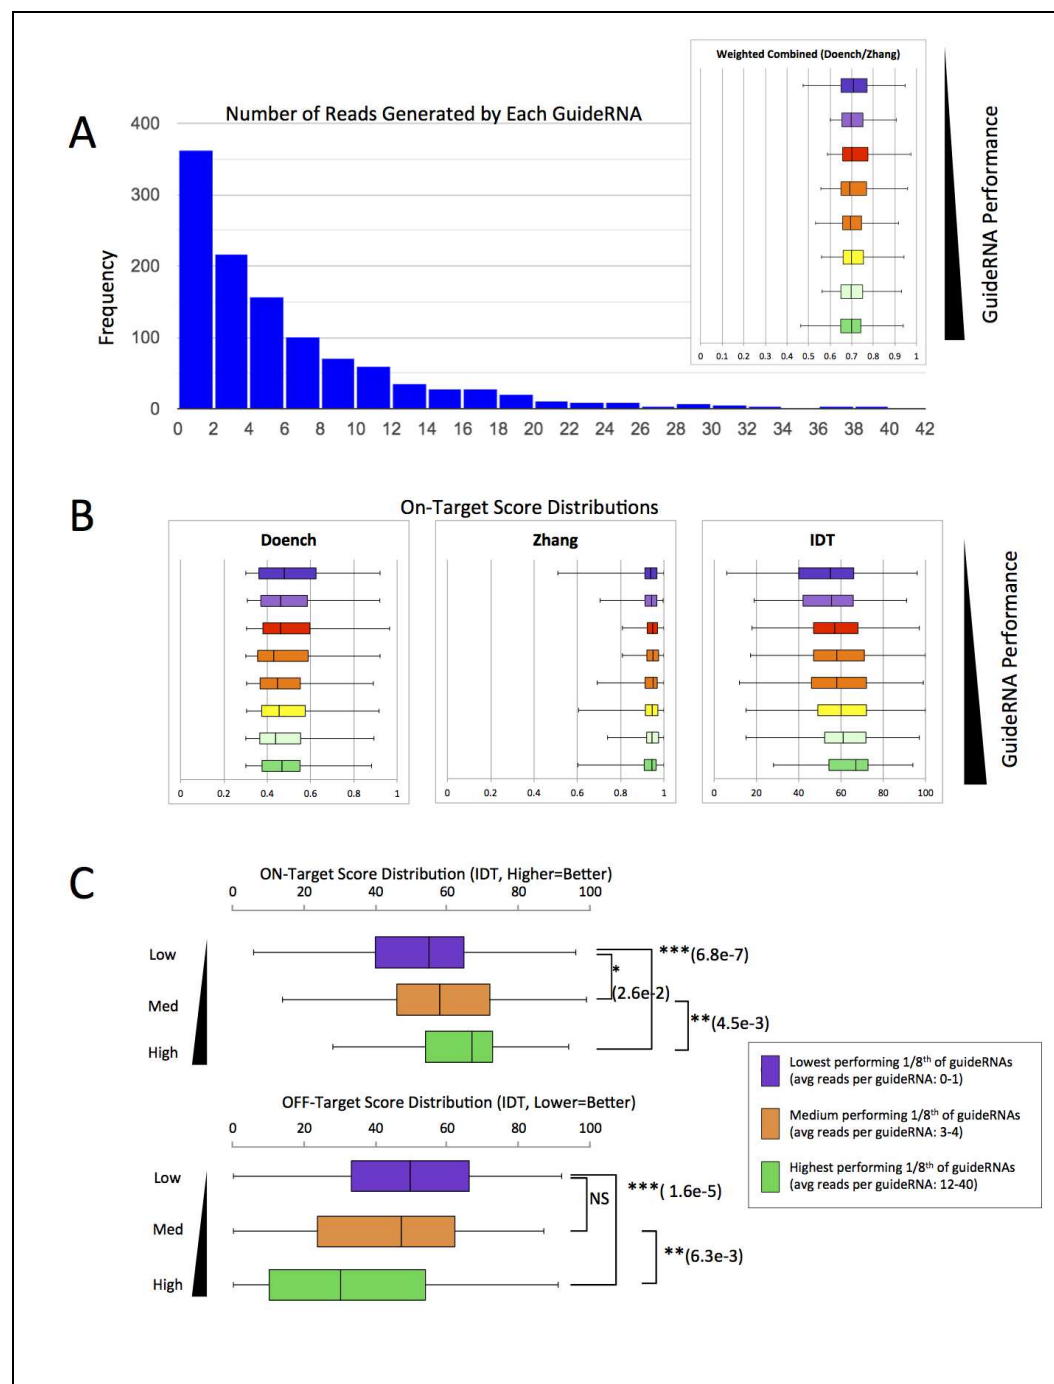 A
Number of Reads Generated by Each GuideRNA
Frequency
400
300
200
100
0
0 2 4 6 8 10 12 14 16 18 20 22 24 26 28 30 32 34 36 38 40 42
Weighted Combined (Doench/Zhang)
0 0.1 0.2 0.3 0.4 0.5 0.6 0.7 0.8 0.9 1
GuideRNA Performance
B
On-Target Score Distributions
Doench
0 0.2 0.4 0.6 0.8 1
Zhang
0 0.2 0.4 0.6 0.8 1
IDT
0 20 40 60 80 100
GuideRNA Performance
C
ON-Target Score Distribution (IDT, Higher=Better)
0 20 40 60 80 100
Low
Med
High
***(6.8e-7)
*
(2.6e-2)
**(4.5e-3)
OFF-Target Score Distribution (IDT, Lower=Better)
0 20 40 60 80 100
Low
Med
High
NS
***( 1.6e-5)
**(6.3e-3)
Lowest performing 1/8th of guideRNAs
(avg reads per guideRNA: 0-1)
Medium performing 1/8th of guideRNAs
(avg reads per guideRNA: 3-4)
Highest performing 1/8th of guideRNAs
(avg reads per guideRNA: 12-40)